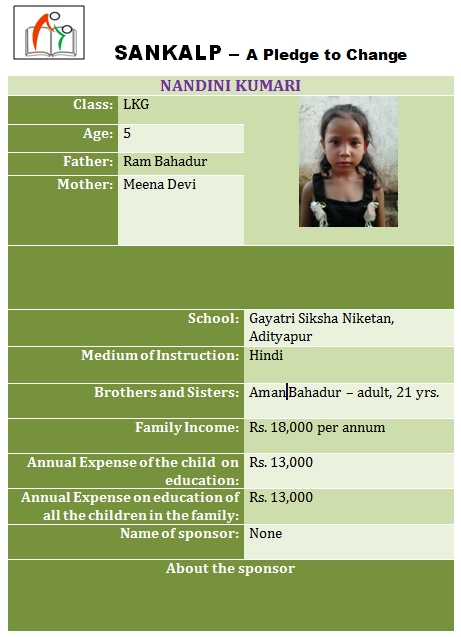 SANKALP – A Pledge to Change
NANDINI KUMARI
Class: LKG
Age: 5
Father: Ram Bahadur
Mother: Meena Devi
School: Gayatri Siksha Niketan,
Adityapur
Medium of Instruction: Hindi
Brothers and Sisters: Aman Bahadur – adult, 21 yrs.
Family Income: Rs. 18,000 per annum
Annual Expense of the child on
education: Rs. 13,000
Annual Expense on education of
all the children in the family: Rs. 13,000
Name of sponsor: None
About the sponsor